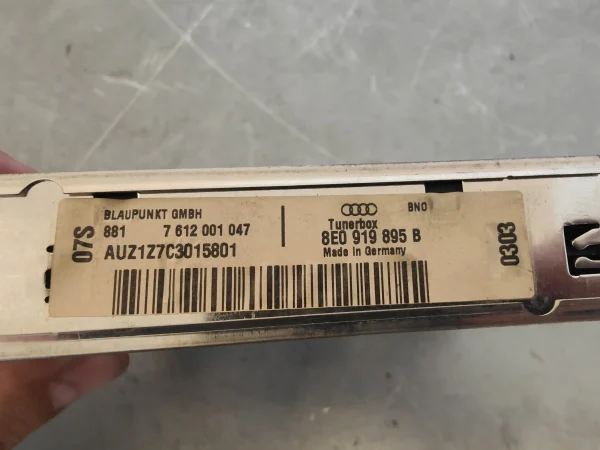 07S
BLAUPUNKT GMBH
881 7 612 001 047
AUZ1Z7C3015801
BNO
Tunerbox
8E0 919 895 B
Made in Germany
0303